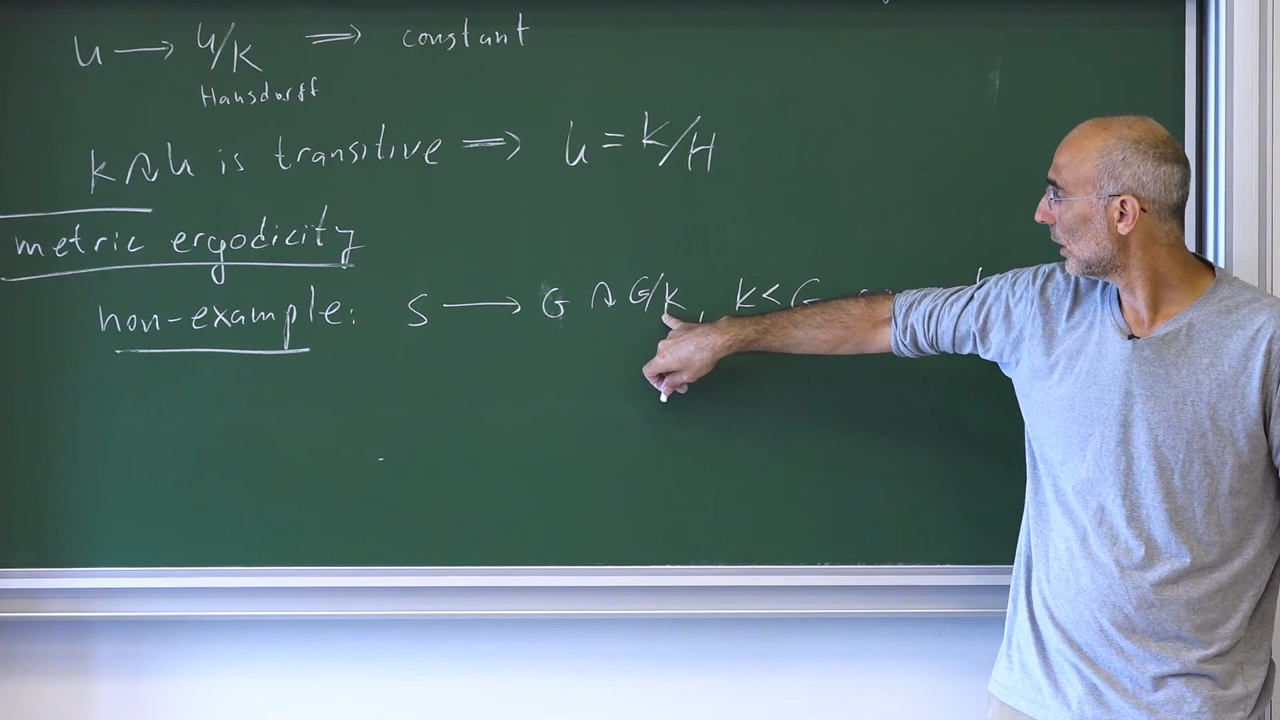 U → U/K ⇒ constant
Hausdorff
K ↷ U is transitive ⇒ U = K/H
metric ergodicity
non-example: S → G ↷ G/K, K < G